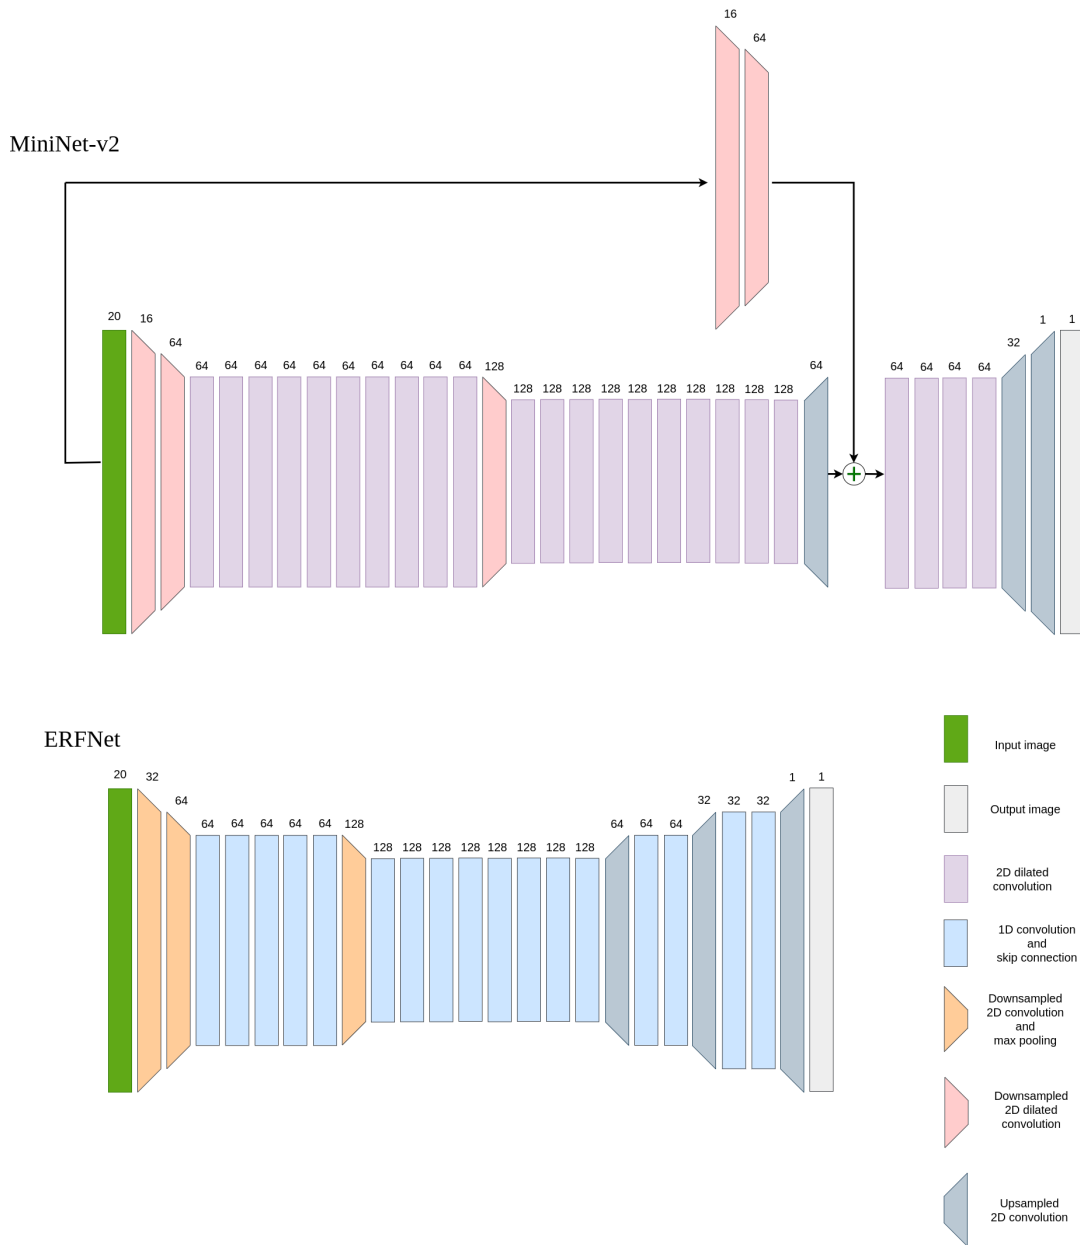 16
64
MiniNet-v2
20 16 64 64 64 64 64 64 64 64 64 64 64 128 128 128 128 128 128 128 128 128 128 128 64 64 64 64 64 32 1 1
ERFNet
20 32 64 64 64 64 64 64 128 128 128 128 128 128 128 128 128 64 64 64 32 32 32 1 1
Input image
Output image
2D dilated
convolution
1D convolution
and
skip connection
Downsampled
2D convolution
and
max pooling
Downsampled
2D dilated
convolution
Upsampled
2D convolution